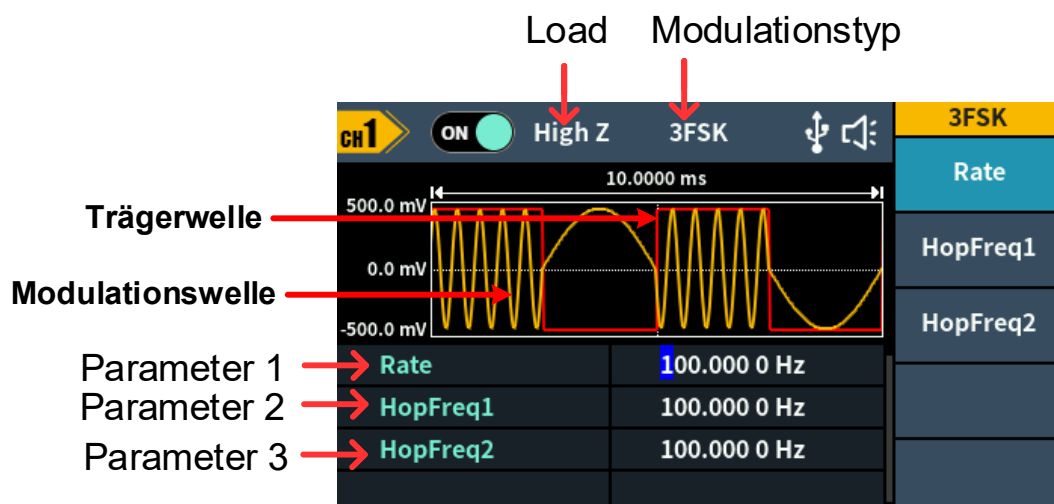 Load Modulationstyp
CH1 ON High Z 3FSK 3FSK
10.0000 ms Rate
500.0 mV
Trägerwelle
0.0 mV HopFreq1
Modulationswelle
-500.0 mV HopFreq2
Parameter 1 Rate 100.000 0 Hz
Parameter 2 HopFreq1 100.000 0 Hz
Parameter 3 HopFreq2 100.000 0 Hz